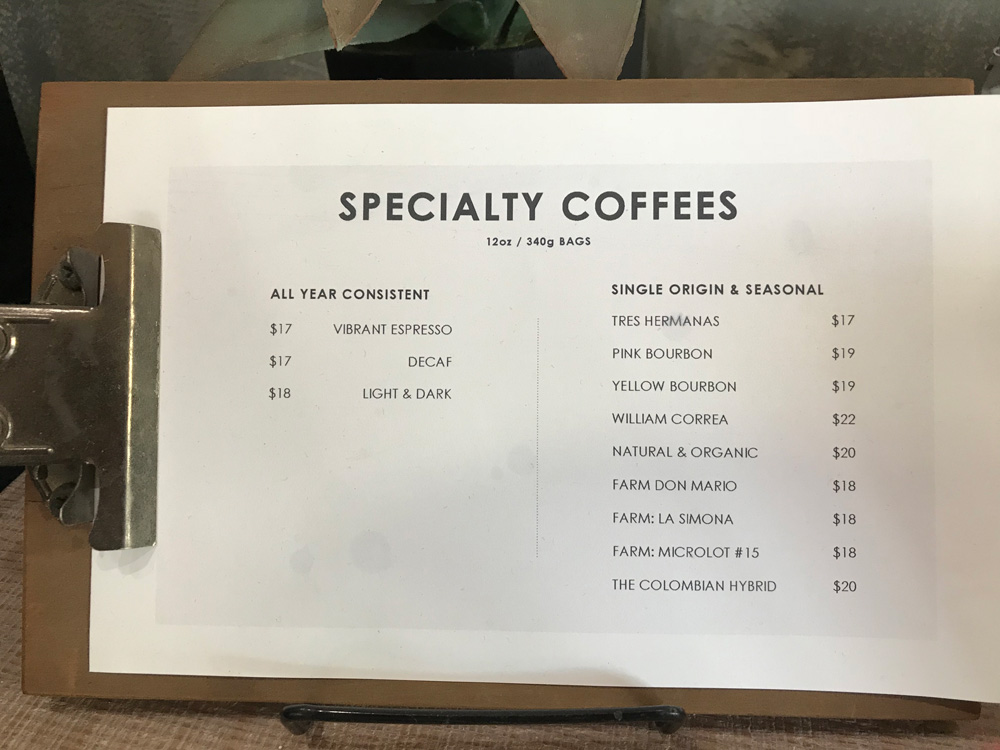 SPECIALTY COFFEES
12oz / 340g BAGS
ALL YEAR CONSISTENT
$17 VIBRANT ESPRESSO
$17 DECAF
$18 LIGHT & DARK
SINGLE ORIGIN & SEASONAL
TRES HERMANAS $17
PINK BOURBON $19
YELLOW BOURBON $19
WILLIAM CORREA $22
NATURAL & ORGANIC $20
FARM DON MARIO $18
FARM: LA SIMONA $18
FARM: MICROLOT #15 $18
THE COLOMBIAN HYBRID $20